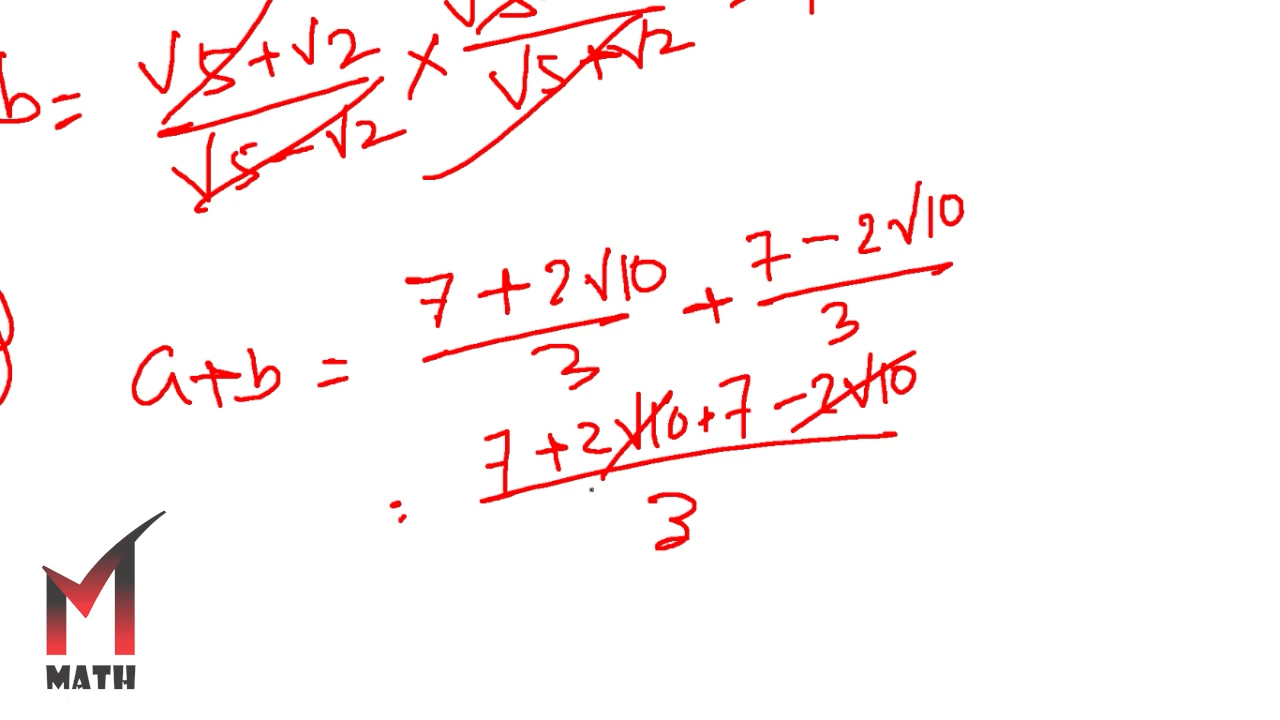 b = (√5+√2)/(√5−√2) × √5/(√5+√2) =
a+b = (7+2√10)/3 + (7−2√10)/3
= (7+2√10+7−2√10)/3
MATH